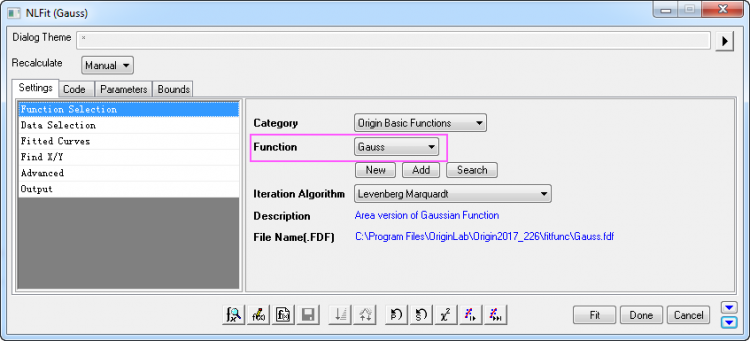 NLFit (Gauss)
Dialog Theme *
Recalculate Manual
Settings Code Parameters Bounds
Function Selection
Data Selection
Fitted Curves
Find X/Y
Advanced
Output
Category Origin Basic Functions
Function Gauss
New Add Search
Iteration Algorithm Levenberg Marquardt
Description Area version of Gaussian Function
File Name(.FDF) C:\Program Files\OriginLab\Origin2017_226\fitfunc\Gauss.fdf
Fit Done Cancel